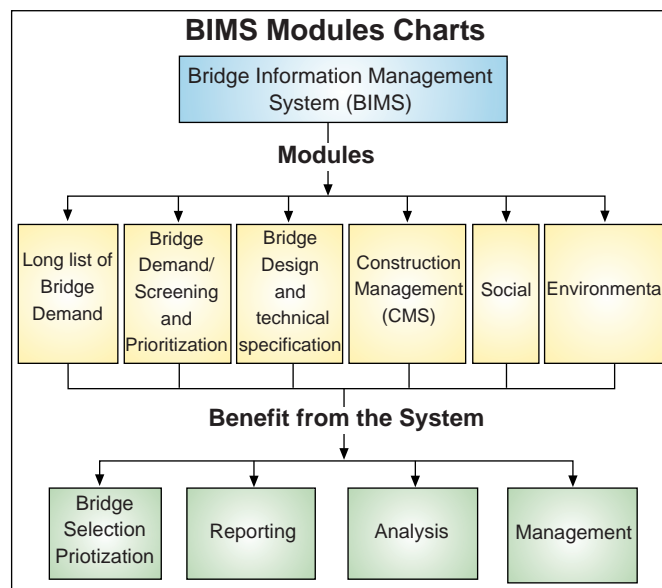 BIMS Modules Charts
Bridge Information Management
System (BIMS)
Modules
Long list of
Bridge
Demand
Bridge
Demand/
Screening
and
Prioritization
Bridge
Design
and
technical
specification
Construction
Management
(CMS)
Social
Environmenta
Benefit from the System
Bridge
Selection
Priotization
Reporting
Analysis
Management